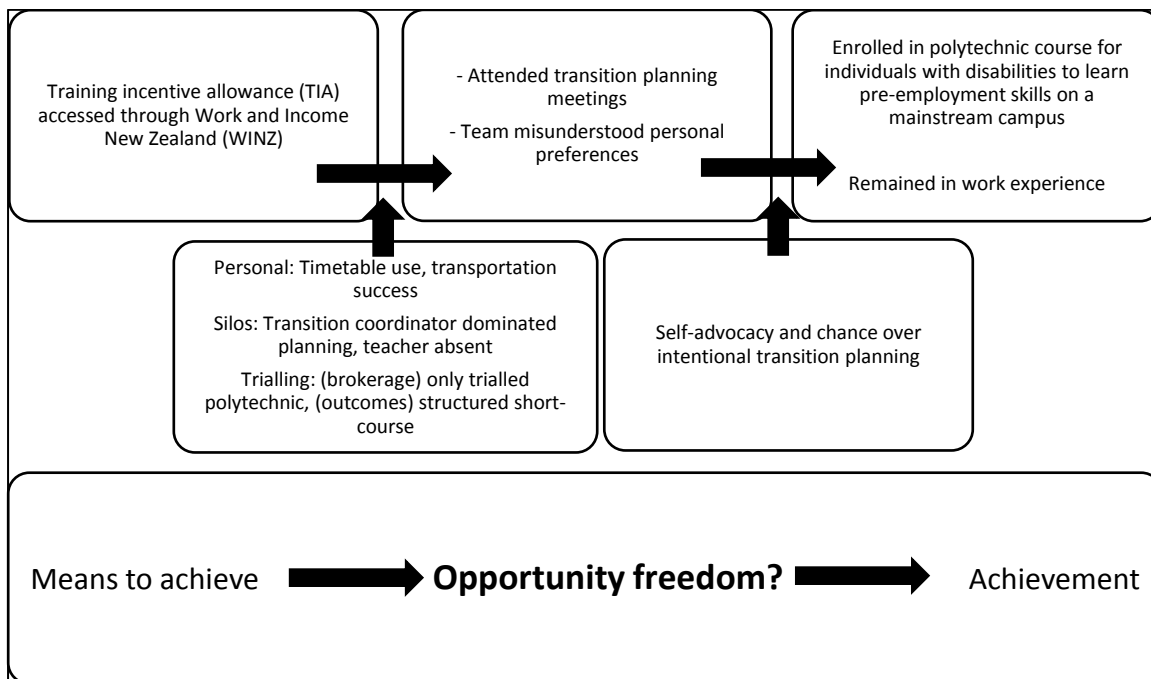 Training incentive allowance (TIA)
accessed through Work and Income
New Zealand (WINZ)
- Attended transition planning
meetings
- Team misunderstood personal
preferences
Enrolled in polytechnic course for
individuals with disabilities to learn
pre-employment skills on a
mainstream campus
Remained in work experience
Personal: Timetable use, transportation
success
Silos: Transition coordinator dominated
planning, teacher absent
Trialling: (brokerage) only trialled
polytechnic, (outcomes) structured short-
course
Self-advocacy and chance over
intentional transition planning
Means to achieve
Opportunity freedom?
Achievement